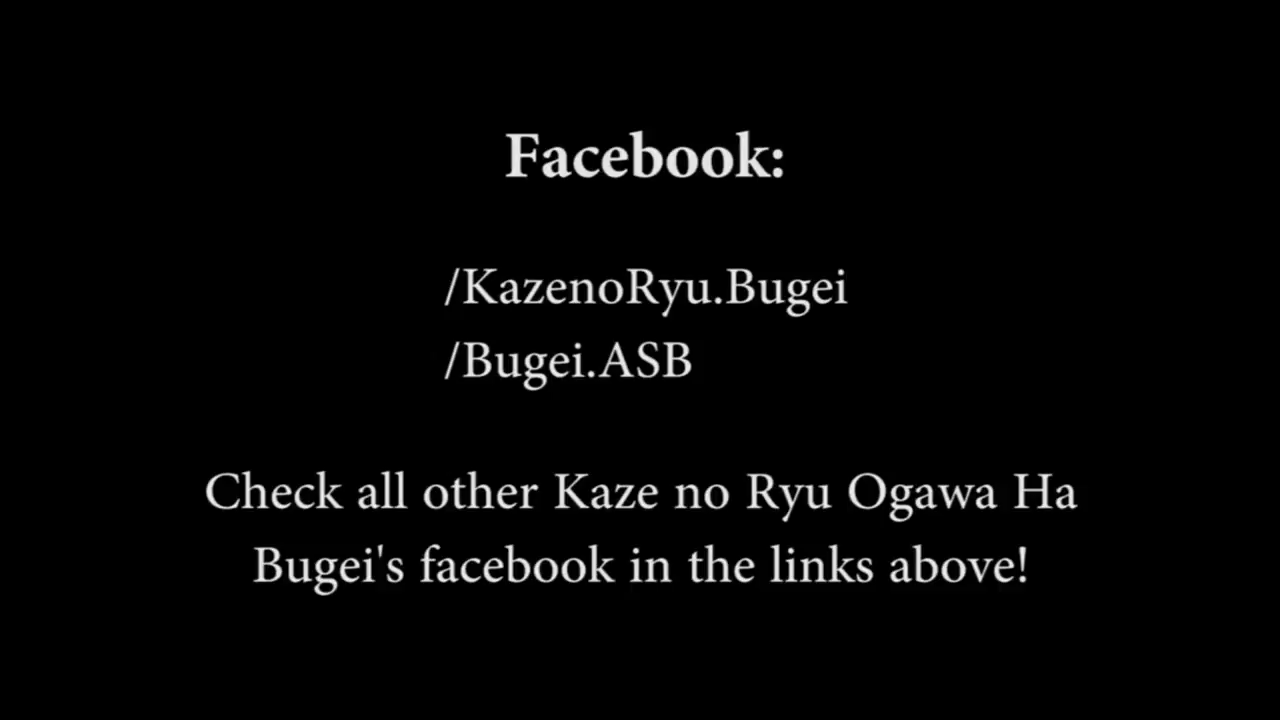 Facebook:
/KazenoRyu.Bugei
/Bugei.ASB
Check all other Kaze no Ryu Ogawa Ha
Bugei's facebook in the links above!